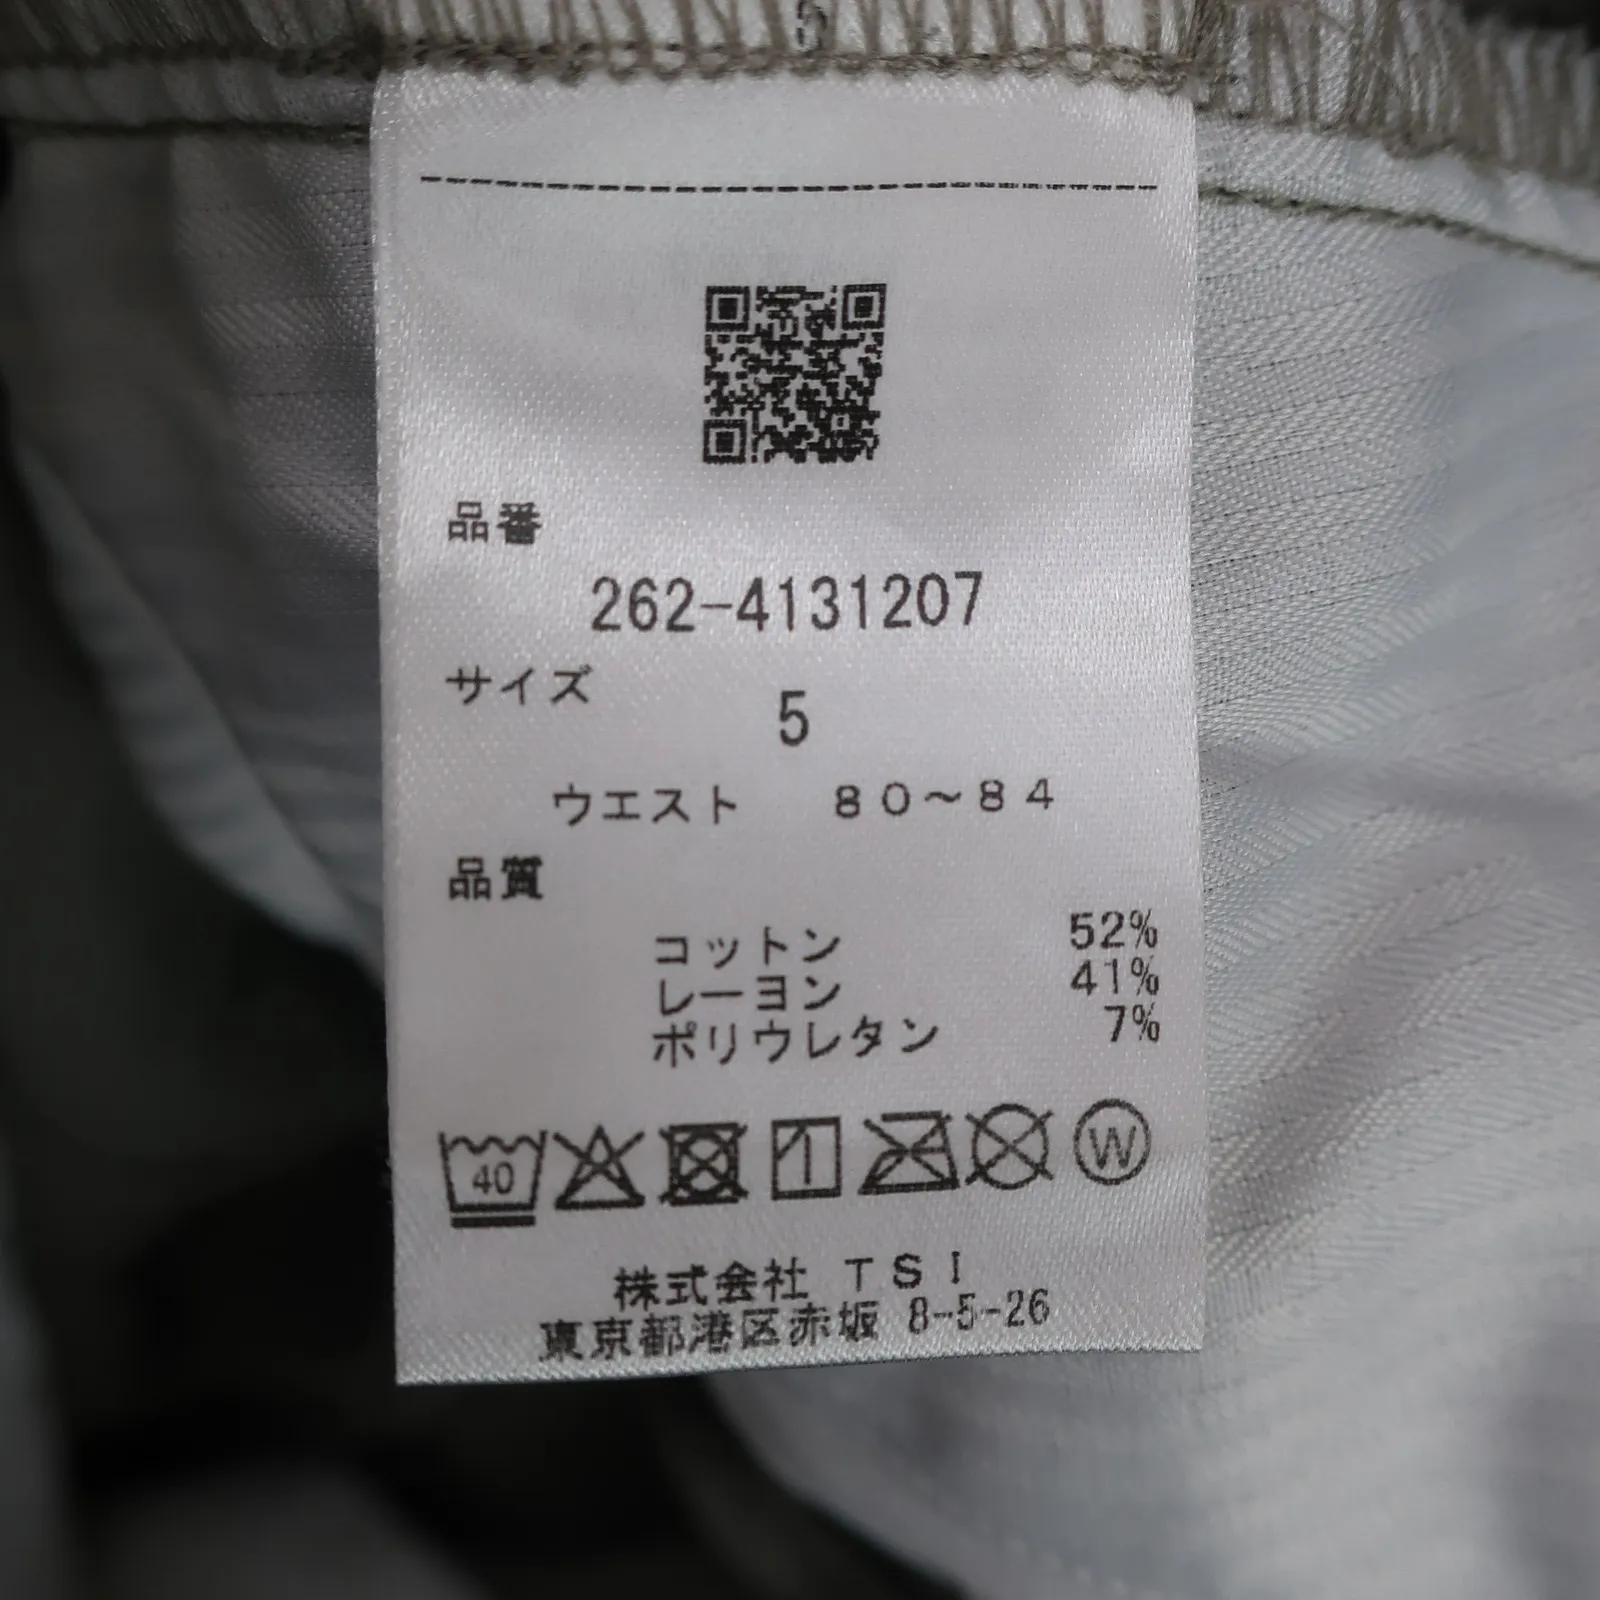 品番
262-4131207
サイズ
5
ウエスト 80~84
品質
コットン 52%
レーヨン 41%
ポリウレタン 7%
40
W
株式会社 TSI
東京都港区赤坂 8-5-26